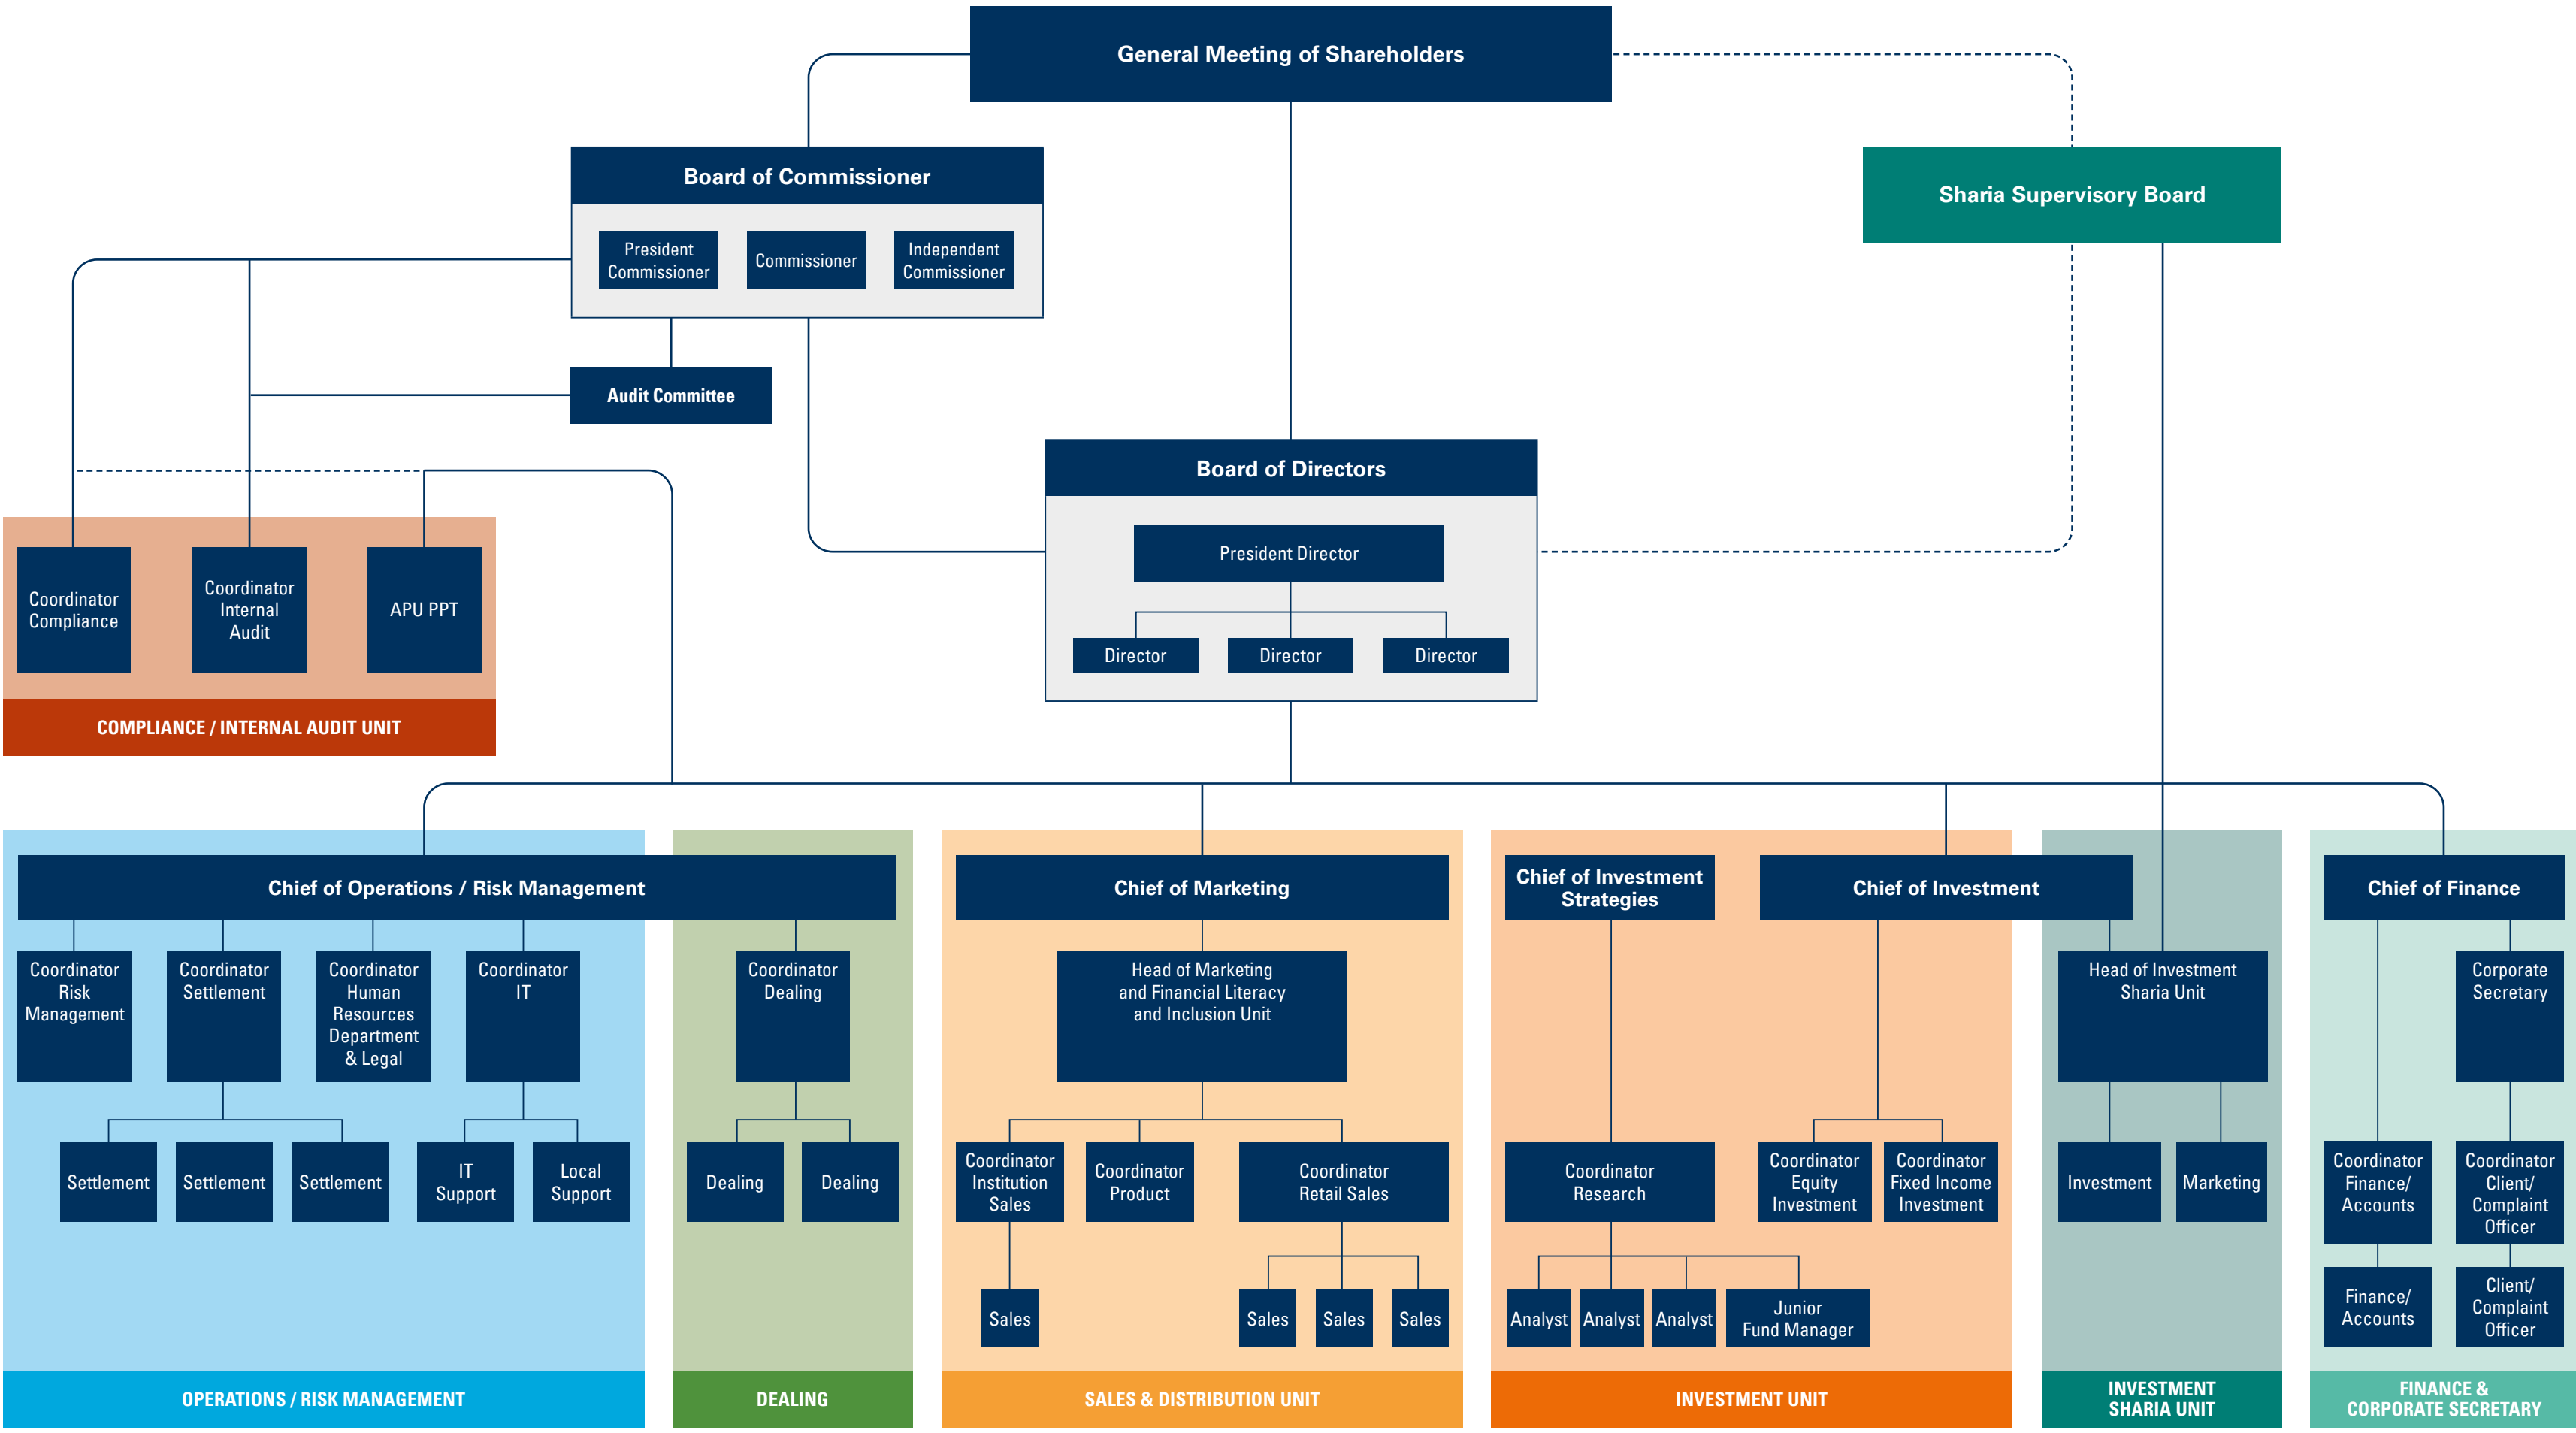 General Meeting of Shareholders
Board of Commissioner
President
Commissioner
Commissioner
Independent
Commissioner
Sharia Supervisory Board
Audit Committee
Board of Directors
President Director
Director
Director
Director
Coordinator
Compliance
Coordinator
Internal
Audit
APU PPT
COMPLIANCE / INTERNAL AUDIT UNIT
Chief of Operations / Risk Management
Coordinator
Risk
Management
Coordinator
Settlement
Coordinator
Human
Resources
Department
& Legal
Coordinator
IT
Coordinator
Dealing
Settlement
Settlement
Settlement
IT
Support
Local
Support
Dealing
Dealing
OPERATIONS / RISK MANAGEMENT
DEALING
Chief of Marketing
Head of Marketing
and Financial Literacy
and Inclusion Unit
Coordinator
Institution
Sales
Coordinator
Product
Coordinator
Retail Sales
Sales
Sales
Sales
Sales
SALES & DISTRIBUTION UNIT
Chief of Investment
Strategies
Chief of Investment
Coordinator
Research
Coordinator
Equity
Investment
Coordinator
Fixed Income
Investment
Analyst
Analyst
Analyst
Junior
Fund Manager
INVESTMENT UNIT
Head of Investment
Sharia Unit
Investment
Marketing
INVESTMENT
SHARIA UNIT
Chief of Finance
Corporate
Secretary
Coordinator
Finance/
Accounts
Coordinator
Client/
Complaint
Officer
Finance/
Accounts
Client/
Complaint
Officer
FINANCE &
CORPORATE SECRETARY